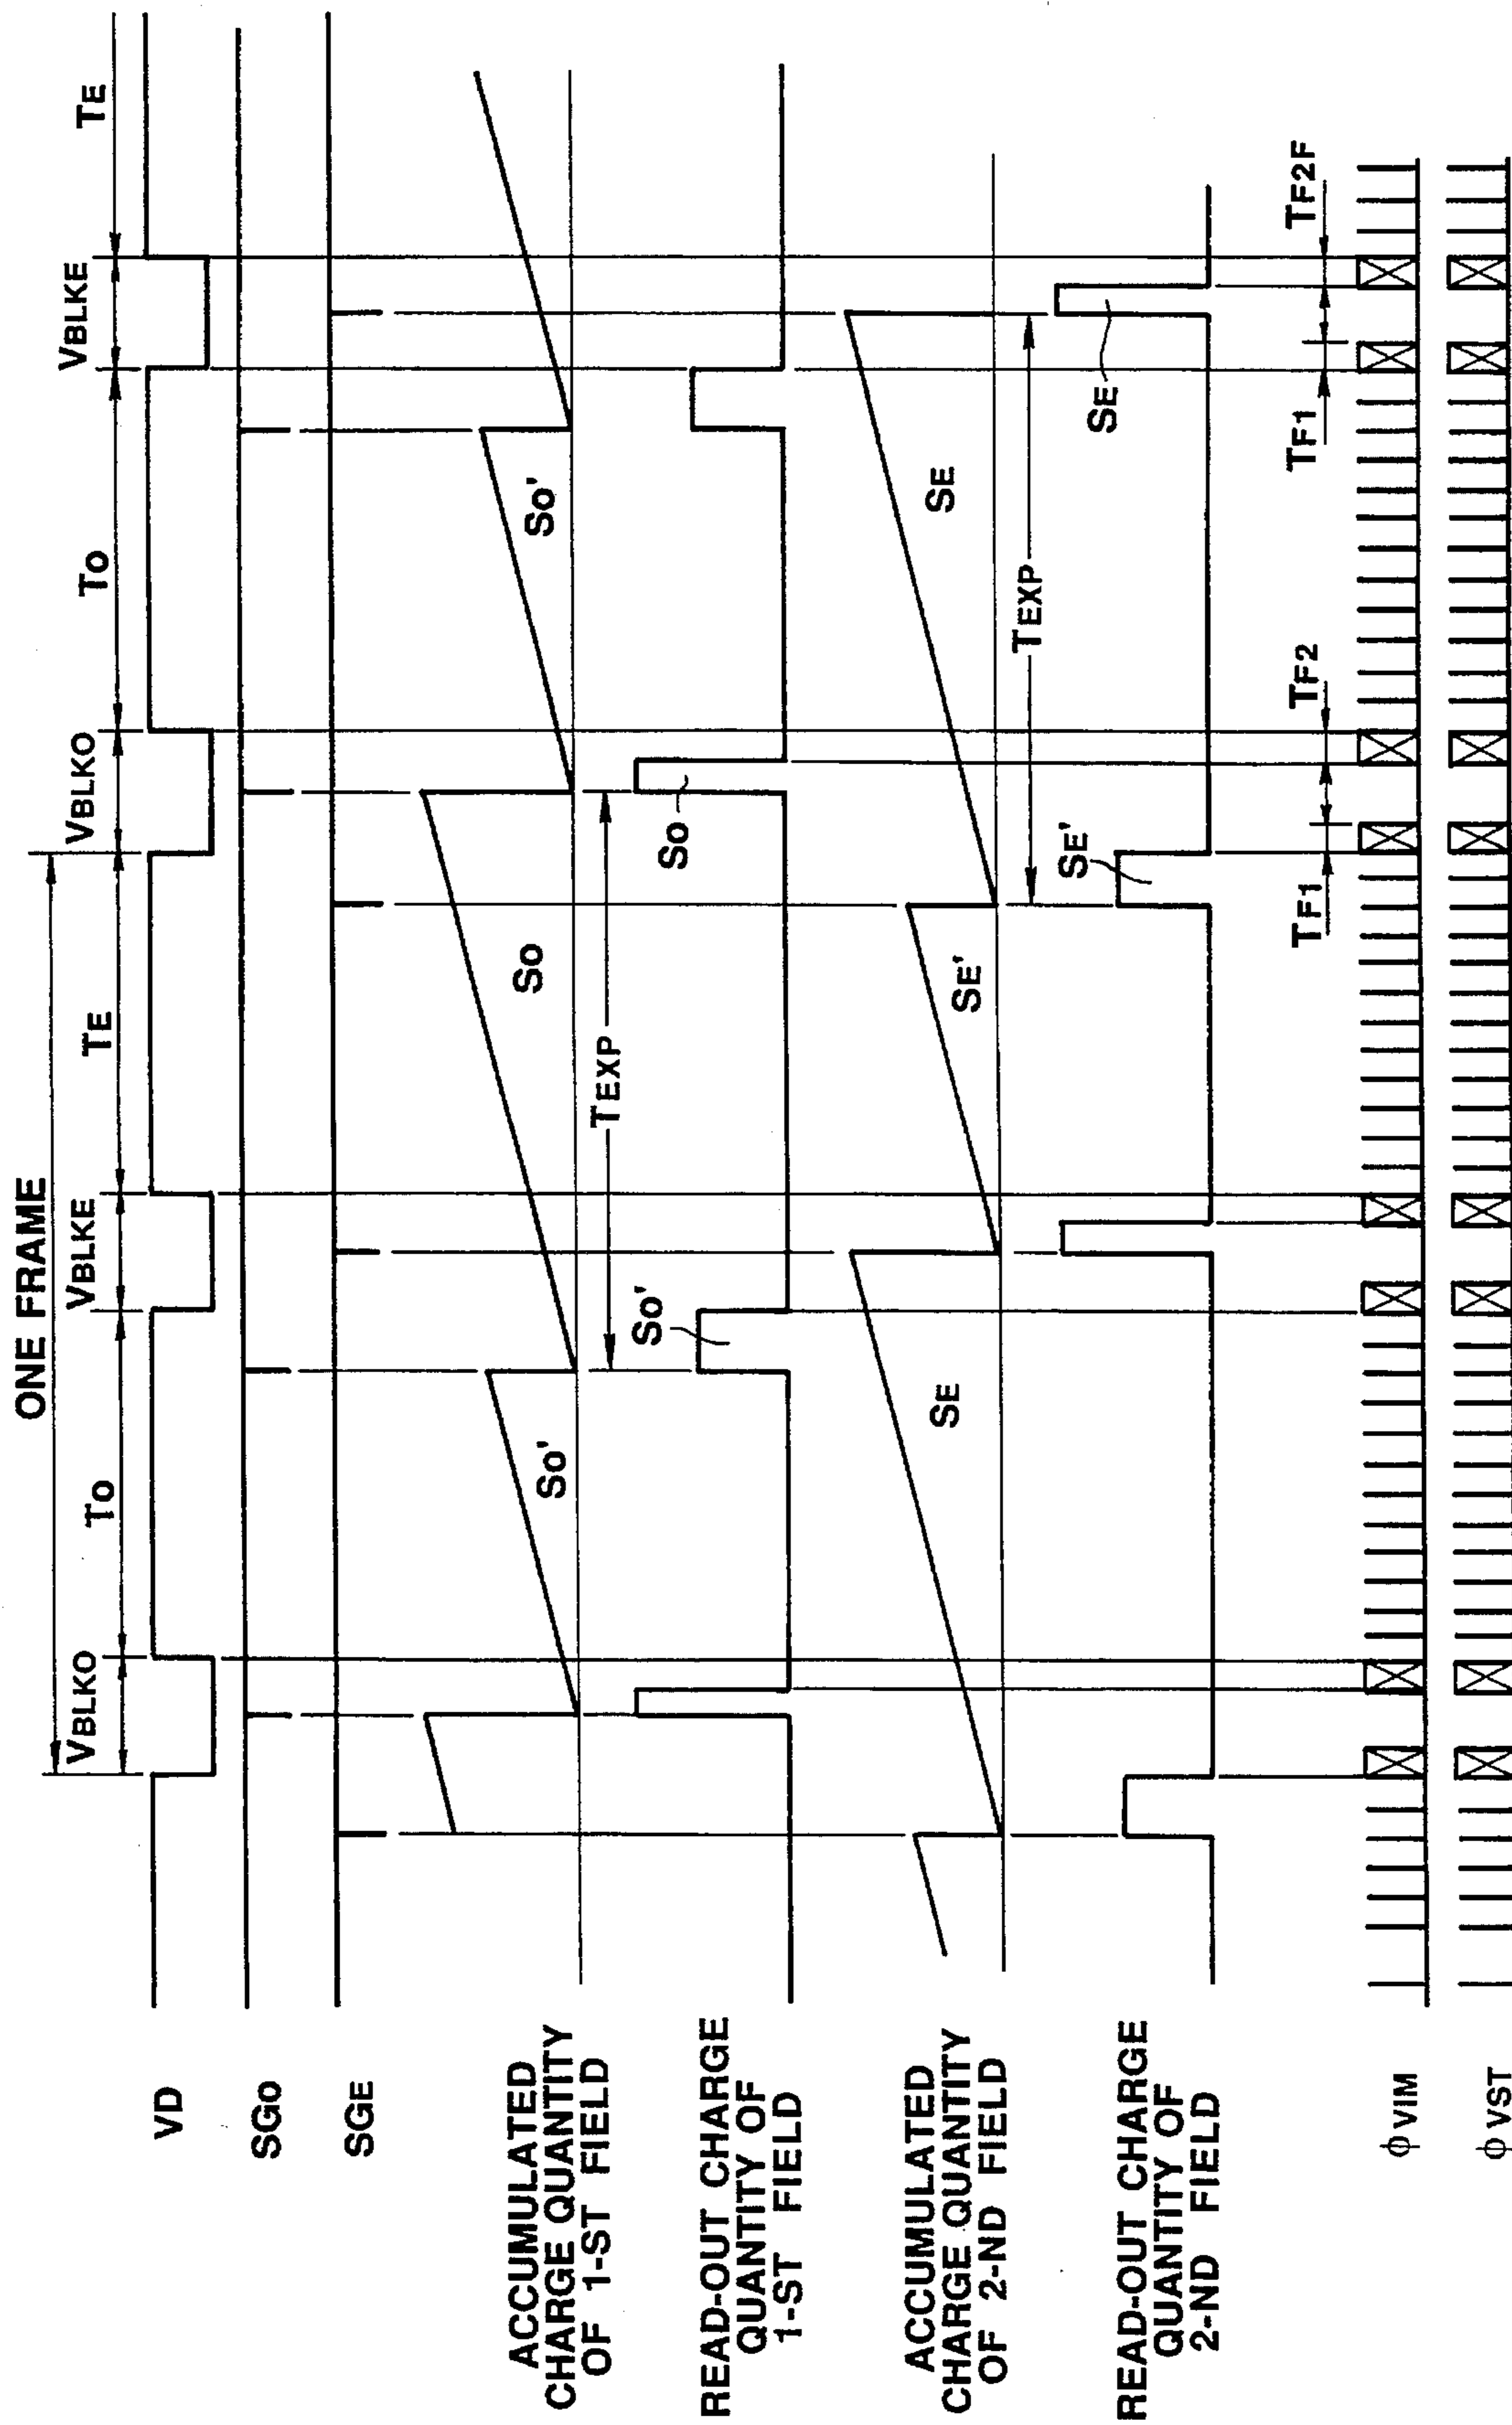 ONE FRAME
VBLKO
TO
VBLKE
TE
VBLKO
TO
VBLKE
TE
VD
SGO
SGE
ACCUMULATED
CHARGE QUANTITY
OF 1-ST FIELD
SO'
SO
SO'
TEXP
READ-OUT CHARGE
QUANTITY OF
1-ST FIELD
SO'
SO
ACCUMULATED
CHARGE QUANTITY
OF 2-ND FIELD
SE
SE'
SE
TEXP
READ-OUT CHARGE
QUANTITY OF
2-ND FIELD
SE'
SE
TF1
TF2
TF1
TF2F
φ VIM
φ VST